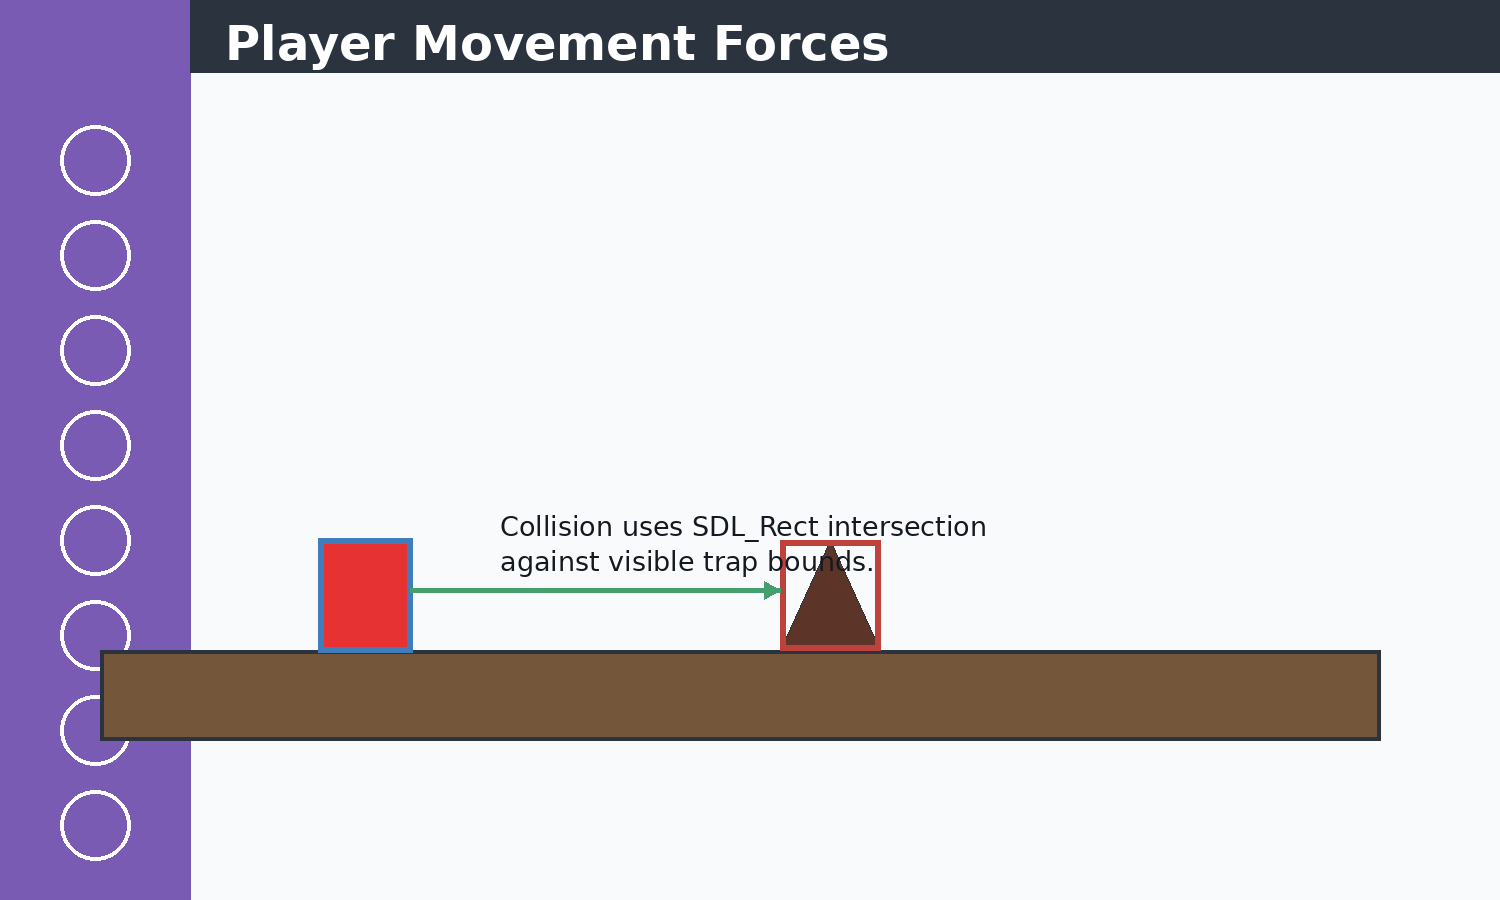 Player Movement Forces
Collision uses SDL_Rect intersection
against visible trap bounds.